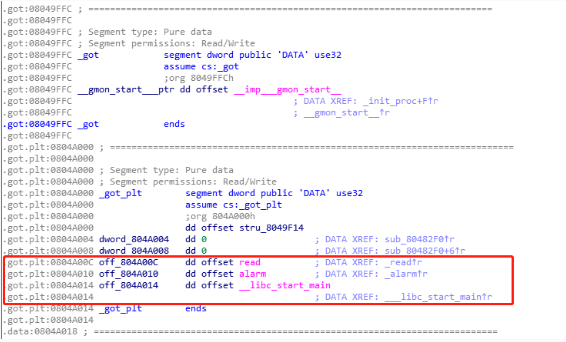 .got:08049FFC ; ===========================================================================
.got:08049FFC
.got:08049FFC ; Segment type: Pure data
.got:08049FFC ; Segment permissions: Read/Write
.got:08049FFC _got segment dword public 'DATA' use32
.got:08049FFC assume cs:_got
.got:08049FFC ;org 8049FFCh
.got:08049FFC __gmon_start___ptr dd offset __imp___gmon_start__
.got:08049FFC ; DATA XREF: _init_proc+F↑r
.got:08049FFC ; __gmon_start__↑r
.got:08049FFC _got ends
.got:08049FFC
.got.plt:0804A000 ; ===========================================================================
.got.plt:0804A000
.got.plt:0804A000 ; Segment type: Pure data
.got.plt:0804A000 ; Segment permissions: Read/Write
.got.plt:0804A000 _got_plt segment dword public 'DATA' use32
.got.plt:0804A000 assume cs:_got_plt
.got.plt:0804A000 ;org 804A000h
.got.plt:0804A000 dd offset stru_8049F14
.got.plt:0804A004 dword_804A004 dd 0 ; DATA XREF: sub_80482F0↑r
.got.plt:0804A008 dword_804A008 dd 0 ; DATA XREF: sub_80482F0+6↑r
.got.plt:0804A00C off_804A00C dd offset read ; DATA XREF: _read↑r
.got.plt:0804A010 off_804A010 dd offset alarm ; DATA XREF: _alarm↑r
.got.plt:0804A014 off_804A014 dd offset __libc_start_main
.got.plt:0804A014 ; DATA XREF: ___libc_start_main↑r
.got.plt:0804A014 _got_plt ends
.got.plt:0804A014
.data:0804A018 ; ===========================================================================